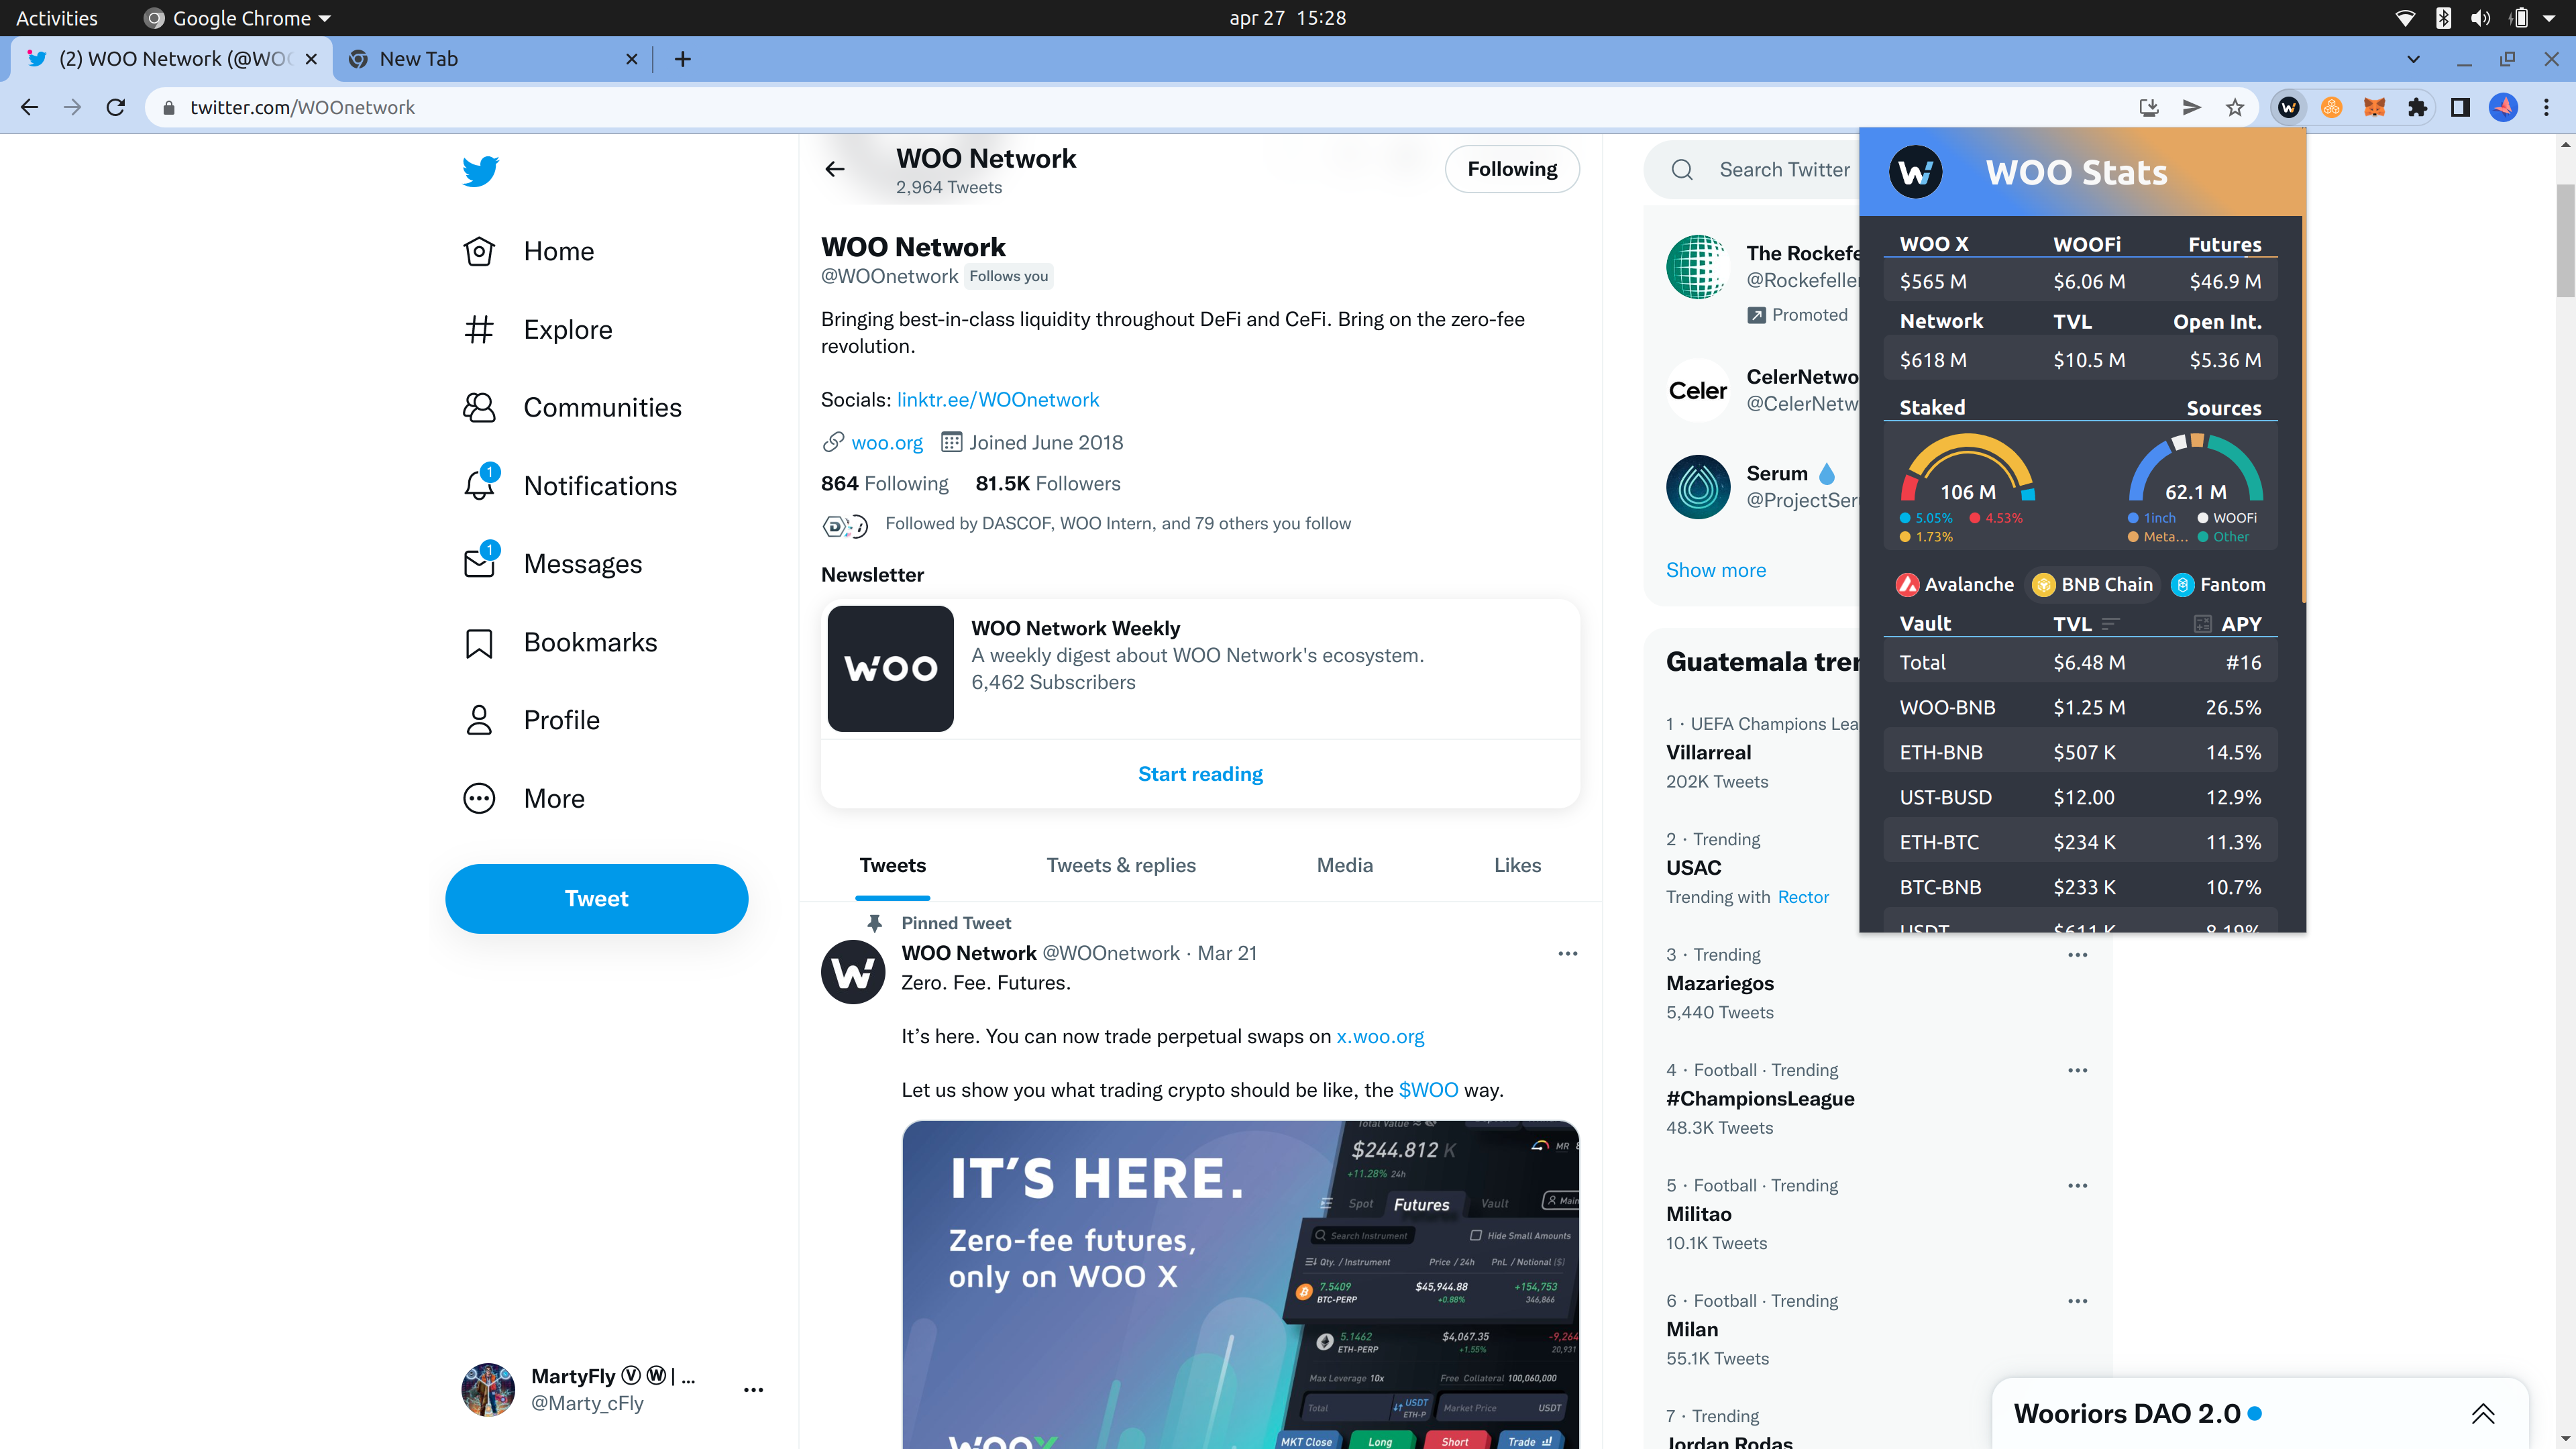 Activities
Google Chrome
apr 27 15:28
(2) WOO Network (@WOO
New Tab
twitter.com/WOOnetwork
Home
Explore
Communities
1
Notifications
1
Messages
Bookmarks
Profile
More
Tweet
MartyFly Ⓥ Ⓦ | ...
@Marty_cFly
WOO Network
2,964 Tweets
Following
WOO Network
@WOOnetwork Follows you
Bringing best-in-class liquidity throughout DeFi and CeFi. Bring on the zero-fee
revolution.
Socials: linktr.ee/WOOnetwork
woo.org Joined June 2018
864 Following 81.5K Followers
Followed by DASCOF, WOO Intern, and 79 others you follow
Newsletter
WOO
WOO Network Weekly
A weekly digest about WOO Network's ecosystem.
6,462 Subscribers
Start reading
Tweets Tweets & replies Media Likes
Pinned Tweet
WOO Network @WOOnetwork · Mar 21
Zero. Fee. Futures.
It’s here. You can now trade perpetual swaps on x.woo.org
Let us show you what trading crypto should be like, the $WOO way.
IT’S HERE.
Zero-fee futures,
only on WOO X
Total Value
$244.812 K
+11.28% 24h
MR
Spot Futures Vault Main
Search Instrument Hide Small Amounts
Qty. / Instrument Price / 24h PnL / Notional ($)
7.5409 $45,944.88 +154,753
BTC-PERP +0.88% 346,866
5.1462 $4,067.35 -9,264
ETH-PERP +1.55% 20,931
Max Leverage 10x Free Collateral 100,060,000
Total USDT ETH-P Market Price USDT
MKT Close Long Short Trade
WOOX
Search Twitter
The Rockefe
@Rockefelle
Promoted
Celer
CelerNetwo
@CelerNetw
Serum
@ProjectSer
Show more
Guatemala tren
1 · UEFA Champions Lea
Villarreal
202K Tweets
2 · Trending
USAC
Trending with Rector
3 · Trending
Mazariegos
5,440 Tweets
4 · Football · Trending
#ChampionsLeague
48.3K Tweets
5 · Football · Trending
Militao
10.1K Tweets
6 · Football · Trending
Milan
55.1K Tweets
7 · Trending
Jordan Rodas
WOO Stats
WOO X WOOFi Futures
$565 M $6.06 M $46.9 M
Network TVL Open Int.
$618 M $10.5 M $5.36 M
Staked Sources
106 M 62.1 M
5.05% 4.53% 1inch WOOFi
1.73% Meta... Other
Avalanche BNB Chain Fantom
Vault TVL APY
Total $6.48 M #16
WOO-BNB $1.25 M 26.5%
ETH-BNB $507 K 14.5%
UST-BUSD $12.00 12.9%
ETH-BTC $234 K 11.3%
BTC-BNB $233 K 10.7%
USDT $611 K 8.19%
Wooriors DAO 2.0